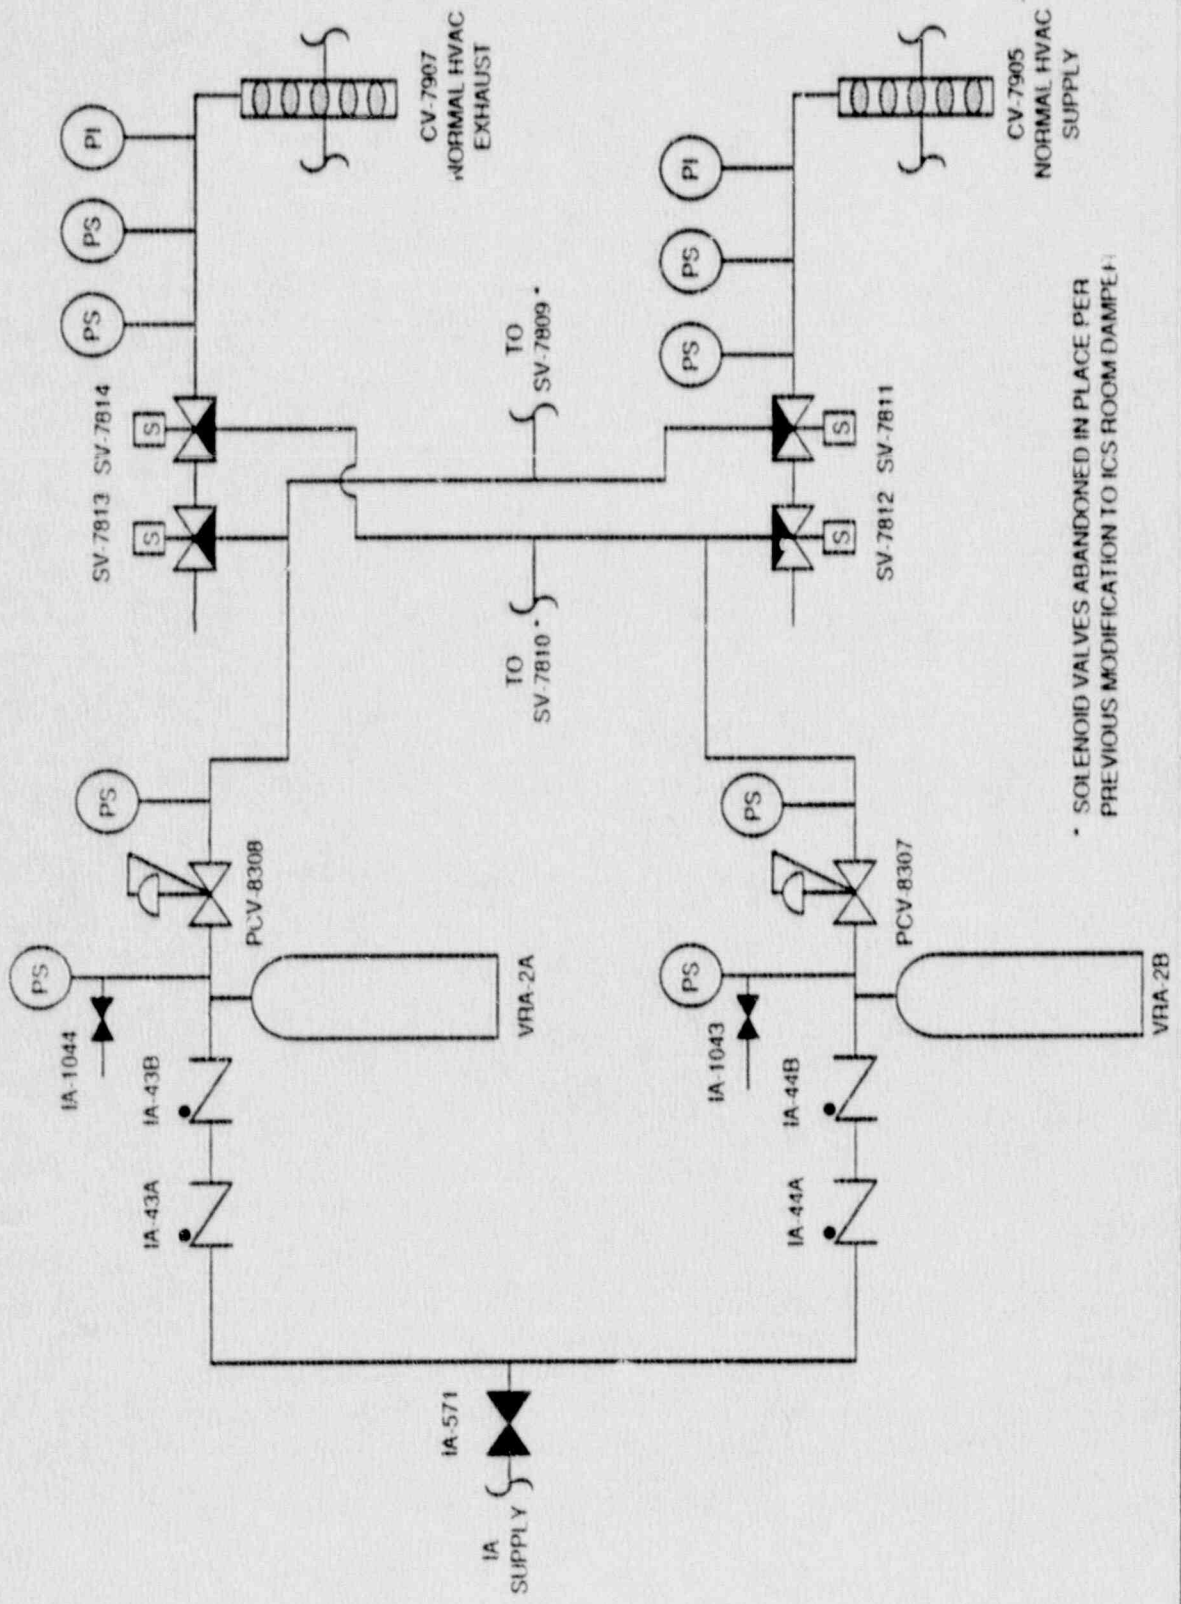 IA
SUPPLY
IA-571
IA-43A
IA-43B
IA-1044
PS
VRA-2A
PCV-8308
PS
SV-7813
S
SV-7814
S
PS
PS
PI
CV-7907
NORMAL HVAC
EXHAUST
TO
SV-7810 *
TO
SV-7809 *
IA-44A
IA-44B
IA-1043
PS
VRA-2B
PCV-8307
PS
SV-7812
S
SV-7811
S
PS
PS
PI
CV-7905
NORMAL HVAC
SUPPLY
* SOLENOID VALVES ABANDONED IN PLACE PER
PREVIOUS MODIFICATION TO ICS ROOM DAMPER